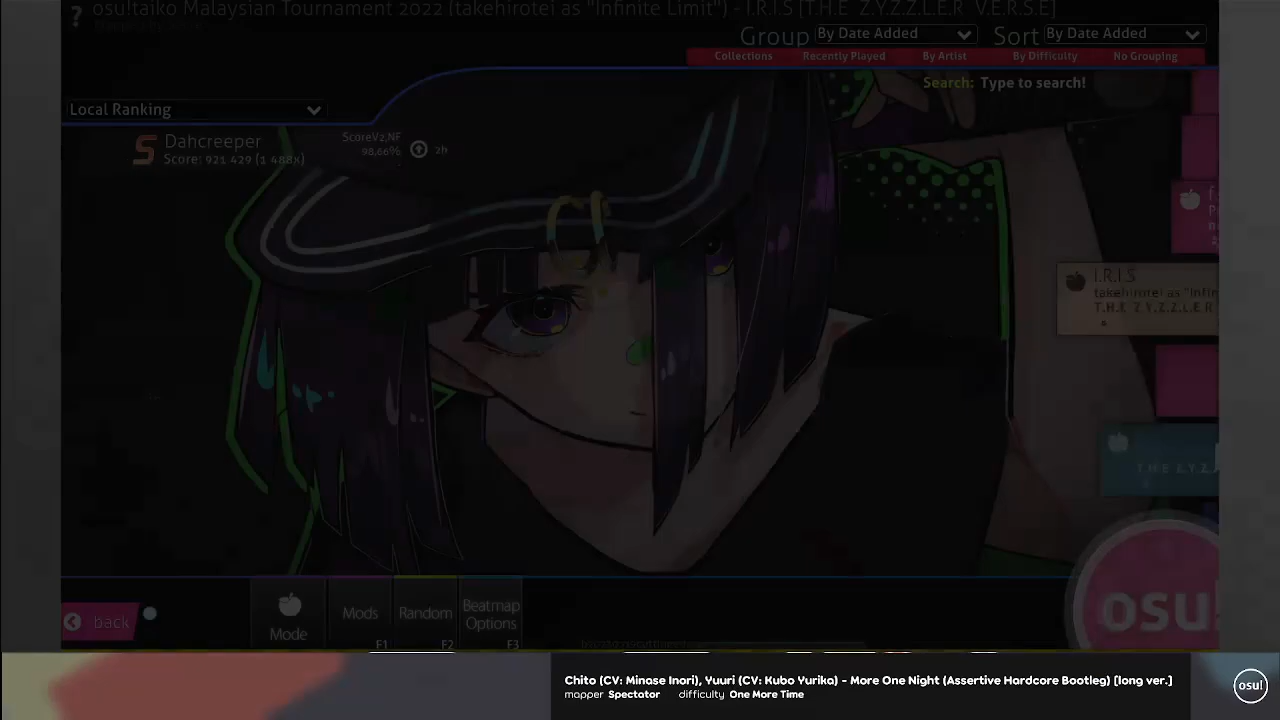 osu!taiko Malaysian Tournament 2022 (takehirotei as "Infinite Limit") - I.R.I.S [T.H.E Z.Y.Z.Z.L.E.R V.E.R.S.E]
Group By Date Added Sort By Date Added
Collections Recently Played By Artist By Difficulty No Grouping
Search: Type to search!
Local Ranking
S Dahcreeper ScoreV2,NF
Score: 921 429 (1 488x) 98,66% 2h
I.R.I.S
takehirotei as "Infin
T.H.E Z.Y.Z.Z.L.E.R
T.H.E Z.Y.Z.
back
Mode
Mods
Random
Beatmap
Options
F1 F2 F3
osu!
Chito (CV: Minase Inori), Yuuri (CV: Kubo Yurika) - More One Night (Assertive Hardcore Bootleg) [long ver.]
mapper Spectator difficulty One More Time
osu!